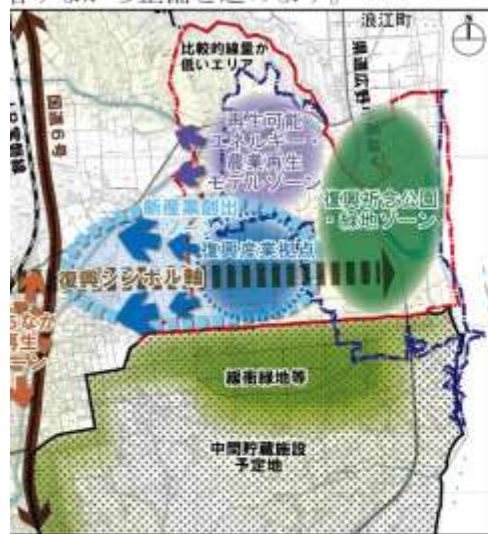 浪江町
N
比較的線量が
低いエリア
国道6号
再生可能
エネルギー・
農業再生
モデルゾーン
復興祈念公園
・緑地ゾーン
新産業創出
復興産業拠点
復興シンボル軸
再生
ーン
緩衝緑地等
中間貯蔵施設
予定地